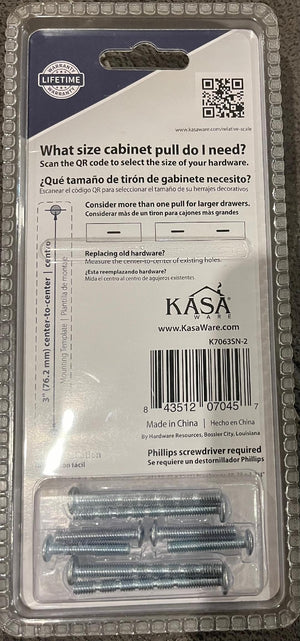 WARRANTY
LIFETIME
WARRANTY
www.kasaware.com/relative-scale
What size cabinet pull do I need?
Scan the QR code to select the size of your hardware.
¿Qué tamaño de tirón de gabinete necesito?
Escanear el código QR para seleccionar el tamaño de su herrajes decorativos
Consider more than one pull for larger drawers.
Considerar más de un tiron para cajones más grandes
Replacing old hardware?
Measure the center-to-center of existing holes.
¿Esta reemplazando hardware?
Mida el centro al centro de agujeros existentes
3" (76.2 mm) center-to-center | centro
Mounting Template | Plantilla de montaje
KASA
WARE
www.KasaWare.com
K7063SN-2
8 43512 07045
Made in China | Hecho en China
By Hardware Resources, Bossier City, Louisiana
Phillips screwdriver required
Se requiere un destornillador Phillips